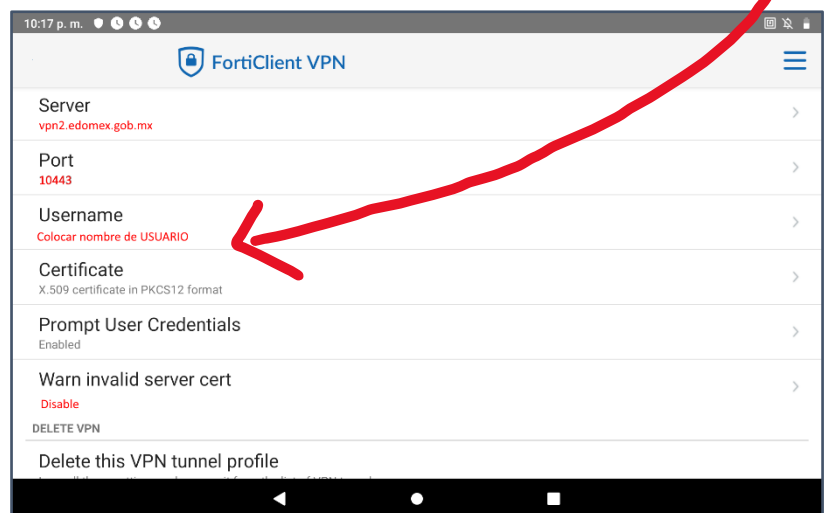 10:17 p. m.
FortiClient VPN
Server
vpn2.edomex.gob.mx
Port
10443
Username
Colocar nombre de USUARIO
Certificate
X.509 certificate in PKCS12 format
Prompt User Credentials
Enabled
Warn invalid server cert
Disable
DELETE VPN
Delete this VPN tunnel profile